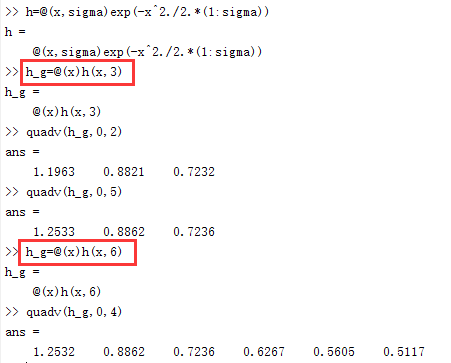 >> h=@(x,sigma)exp(-x^2./2.*(1:sigma))
h =
@(x,sigma)exp(-x^2./2.*(1:sigma))
>> h_g=@(x)h(x,3)
h_g =
@(x)h(x,3)
>> quadv(h_g,0,2)
ans =
1.1963 0.8821 0.7232
>> quadv(h_g,0,5)
ans =
1.2533 0.8862 0.7236
>> h_g=@(x)h(x,6)
h_g =
@(x)h(x,6)
>> quadv(h_g,0,4)
ans =
1.2532 0.8862 0.7236 0.6267 0.5605 0.5117